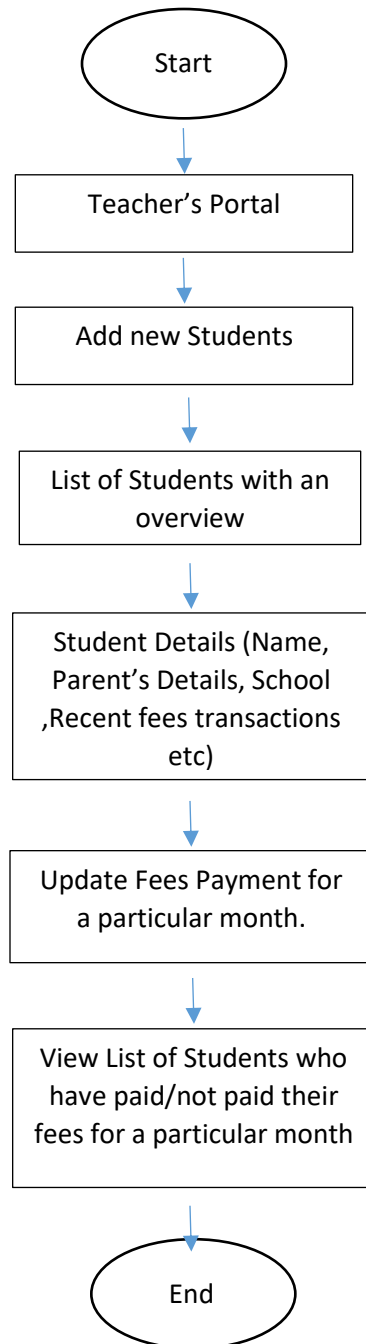 Start
Teacher’s Portal
Add new Students
List of Students with an
overview
Student Details (Name,
Parent’s Details, School
,Recent fees transactions
etc)
Update Fees Payment for
a particular month.
View List of Students who
have paid/not paid their
fees for a particular month
End